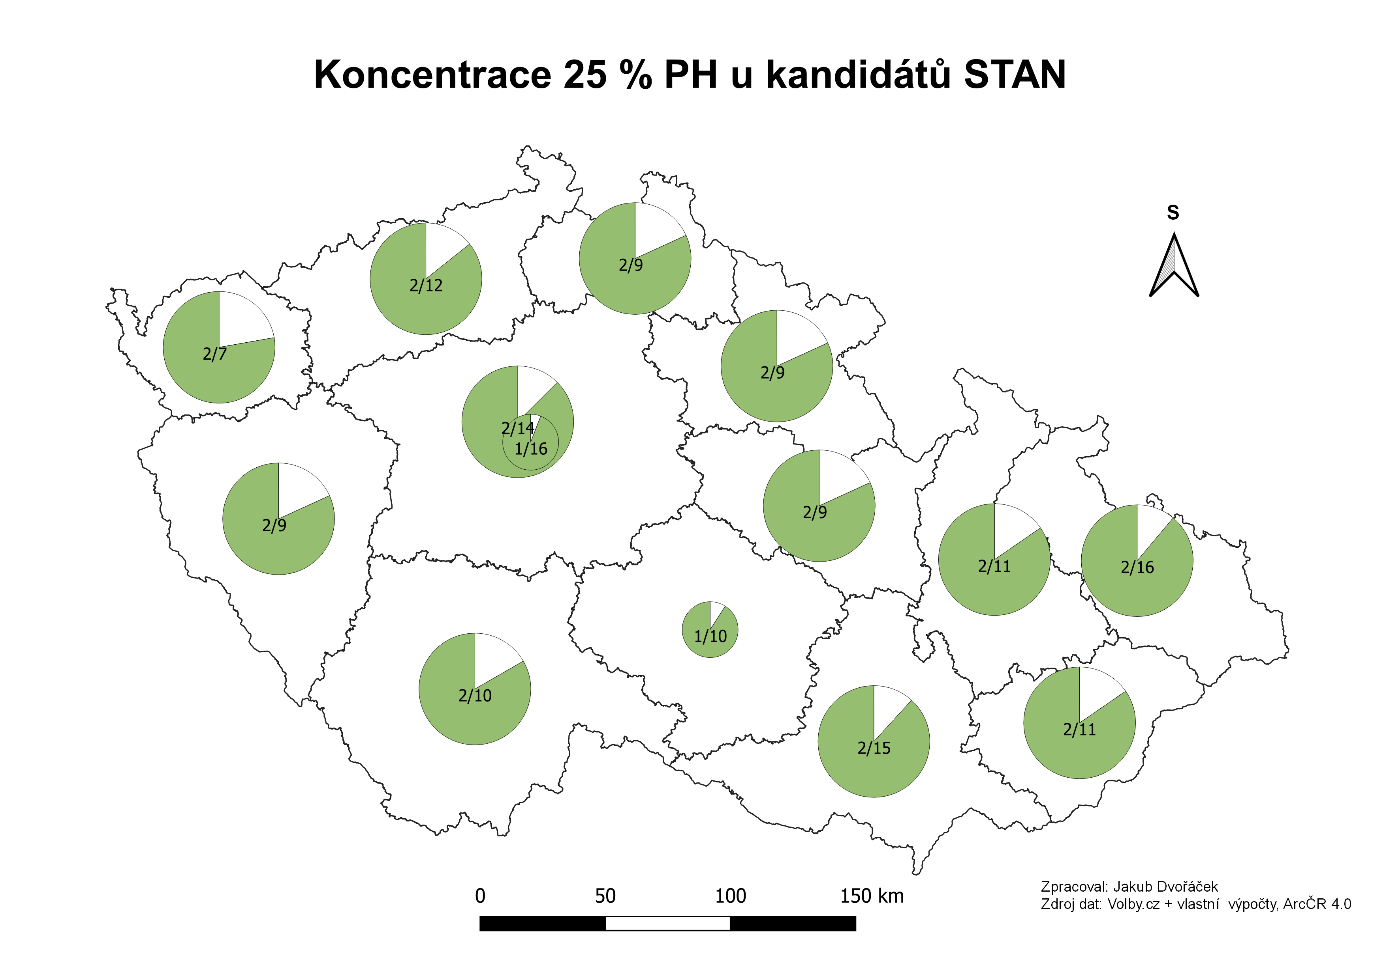 Koncentrace 25 % PH u kandidátů STAN
S
2/9
2/12
2/7
2/9
2/14
1/16
2/9
2/9
2/11
2/16
1/10
2/10
2/11
2/15
0 50 100 150 km
Zpracoval: Jakub Dvořáček
Zdroj dat: Volby.cz + vlastní výpočty, ArcČR 4.0